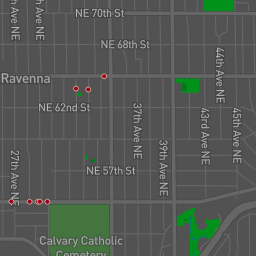 NE 70th St
NE 68th St
Ravenna
NE 62nd St
NE 57th St
Calvary Catholic
Cemetery
27th Ave NE
37th Ave NE
39th Ave NE
43rd Ave NE
44th Ave NE
45th Ave NE